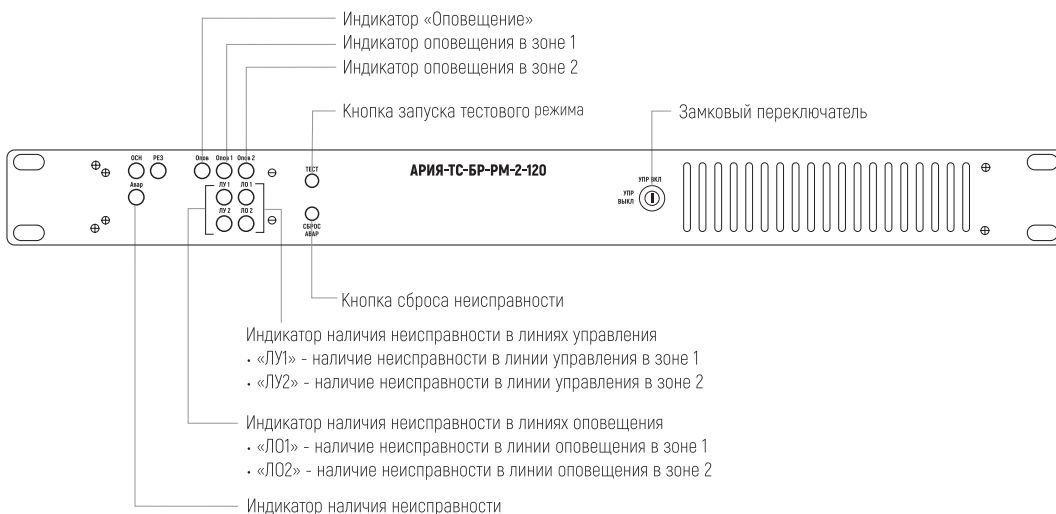 Индикатор «Оповещение»
Индикатор оповещения в зоне 1
Индикатор оповещения в зоне 2
Кнопка запуска тестового режима
Замковый переключатель
ОСН РЕЗ Опов Опов 1 Опов 2
ТЕСТ
АРИЯ-ТС-БР-РМ-2-120
УПР ВКЛ
УПР
ВЫКЛ
Авар
ЛУ 1 ЛО 1
ЛУ 2 ЛО 2
СБРОС
АВАР
Кнопка сброса неисправности
Индикатор наличия неисправности в линиях управления
• «ЛУ1» - наличие неисправности в линии управления в зоне 1
• «ЛУ2» - наличие неисправности в линии управления в зоне 2
Индикатор наличия неисправности в линиях оповещения
• «ЛО1» - наличие неисправности в линии оповещения в зоне 1
• «ЛО2» - наличие неисправности в линии оповещения в зоне 2
Индикатор наличия неисправности